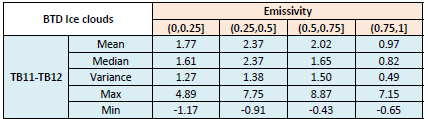 BTD Ice clouds Emissivity
(0,0.25] (0.25,0.5] (0.5,0.75] (0.75,1]
TB11-TB12 Mean 1.77 2.37 2.02 0.97
Median 1.61 2.37 1.65 0.82
Variance 1.27 1.38 1.50 0.49
Max 4.89 7.75 8.87 7.15
Min -1.17 -0.91 -0.43 -0.65